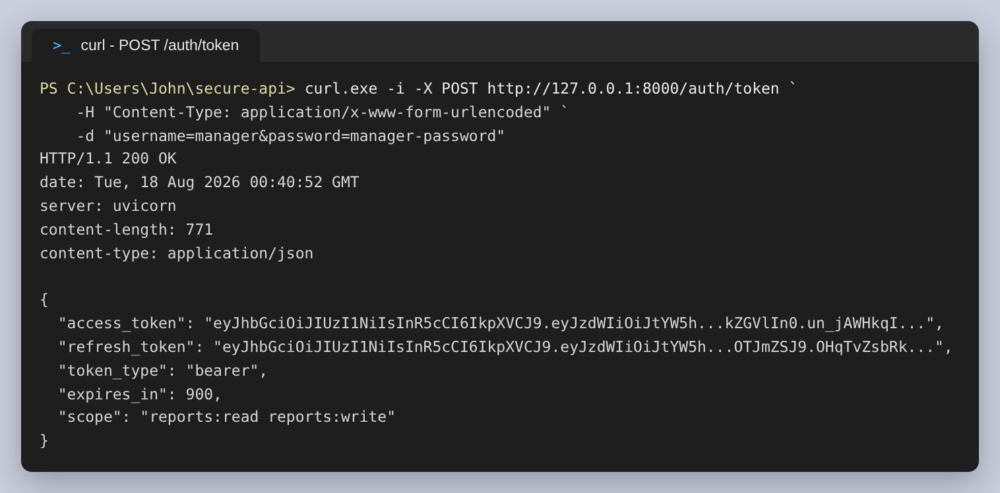 >_ curl - POST /auth/token
PS C:\Users\John\secure-api> curl.exe -i -X POST http://127.0.0.1:8000/auth/token `
    -H "Content-Type: application/x-www-form-urlencoded" `
    -d "username=manager&password=manager-password"
HTTP/1.1 200 OK
date: Tue, 18 Aug 2026 00:40:52 GMT
server: uvicorn
content-length: 771
content-type: application/json

{
  "access_token": "eyJhbGciOiJIUzI1NiIsInR5cCI6IkpXVCJ9.eyJzdWIiOiJtYW5h...kZGVlIn0.un_jAWHkqI...",
  "refresh_token": "eyJhbGciOiJIUzI1NiIsInR5cCI6IkpXVCJ9.eyJzdWIiOiJtYW5h...OTJmZSJ9.OHqTvZsbRk...",
  "token_type": "bearer",
  "expires_in": 900,
  "scope": "reports:read reports:write"
}